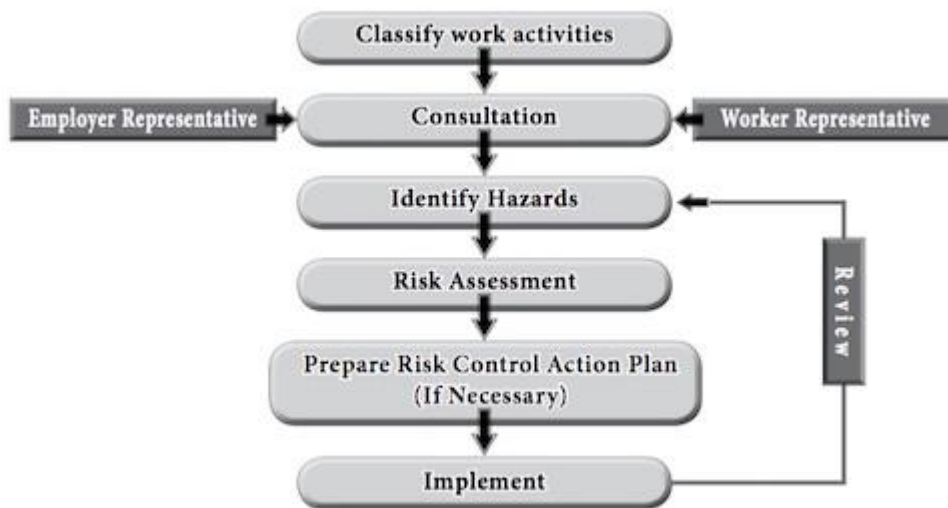 Classify work activities
Employer Representative
Consultation
Worker Representative
Identify Hazards
Risk Assessment
Review
Prepare Risk Control Action Plan
(If Necessary)
Implement